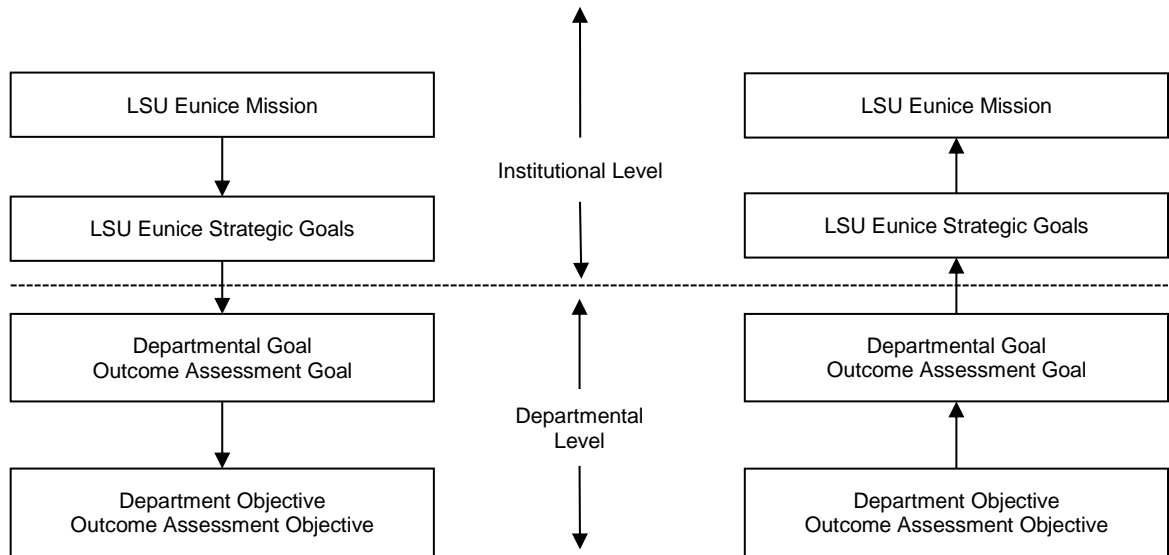 LSU Eunice Mission
LSU Eunice Strategic Goals
Departmental Goal
Outcome Assessment Goal
Department Objective
Outcome Assessment Objective
Institutional Level
Departmental
Level
LSU Eunice Mission
LSU Eunice Strategic Goals
Departmental Goal
Outcome Assessment Goal
Department Objective
Outcome Assessment Objective